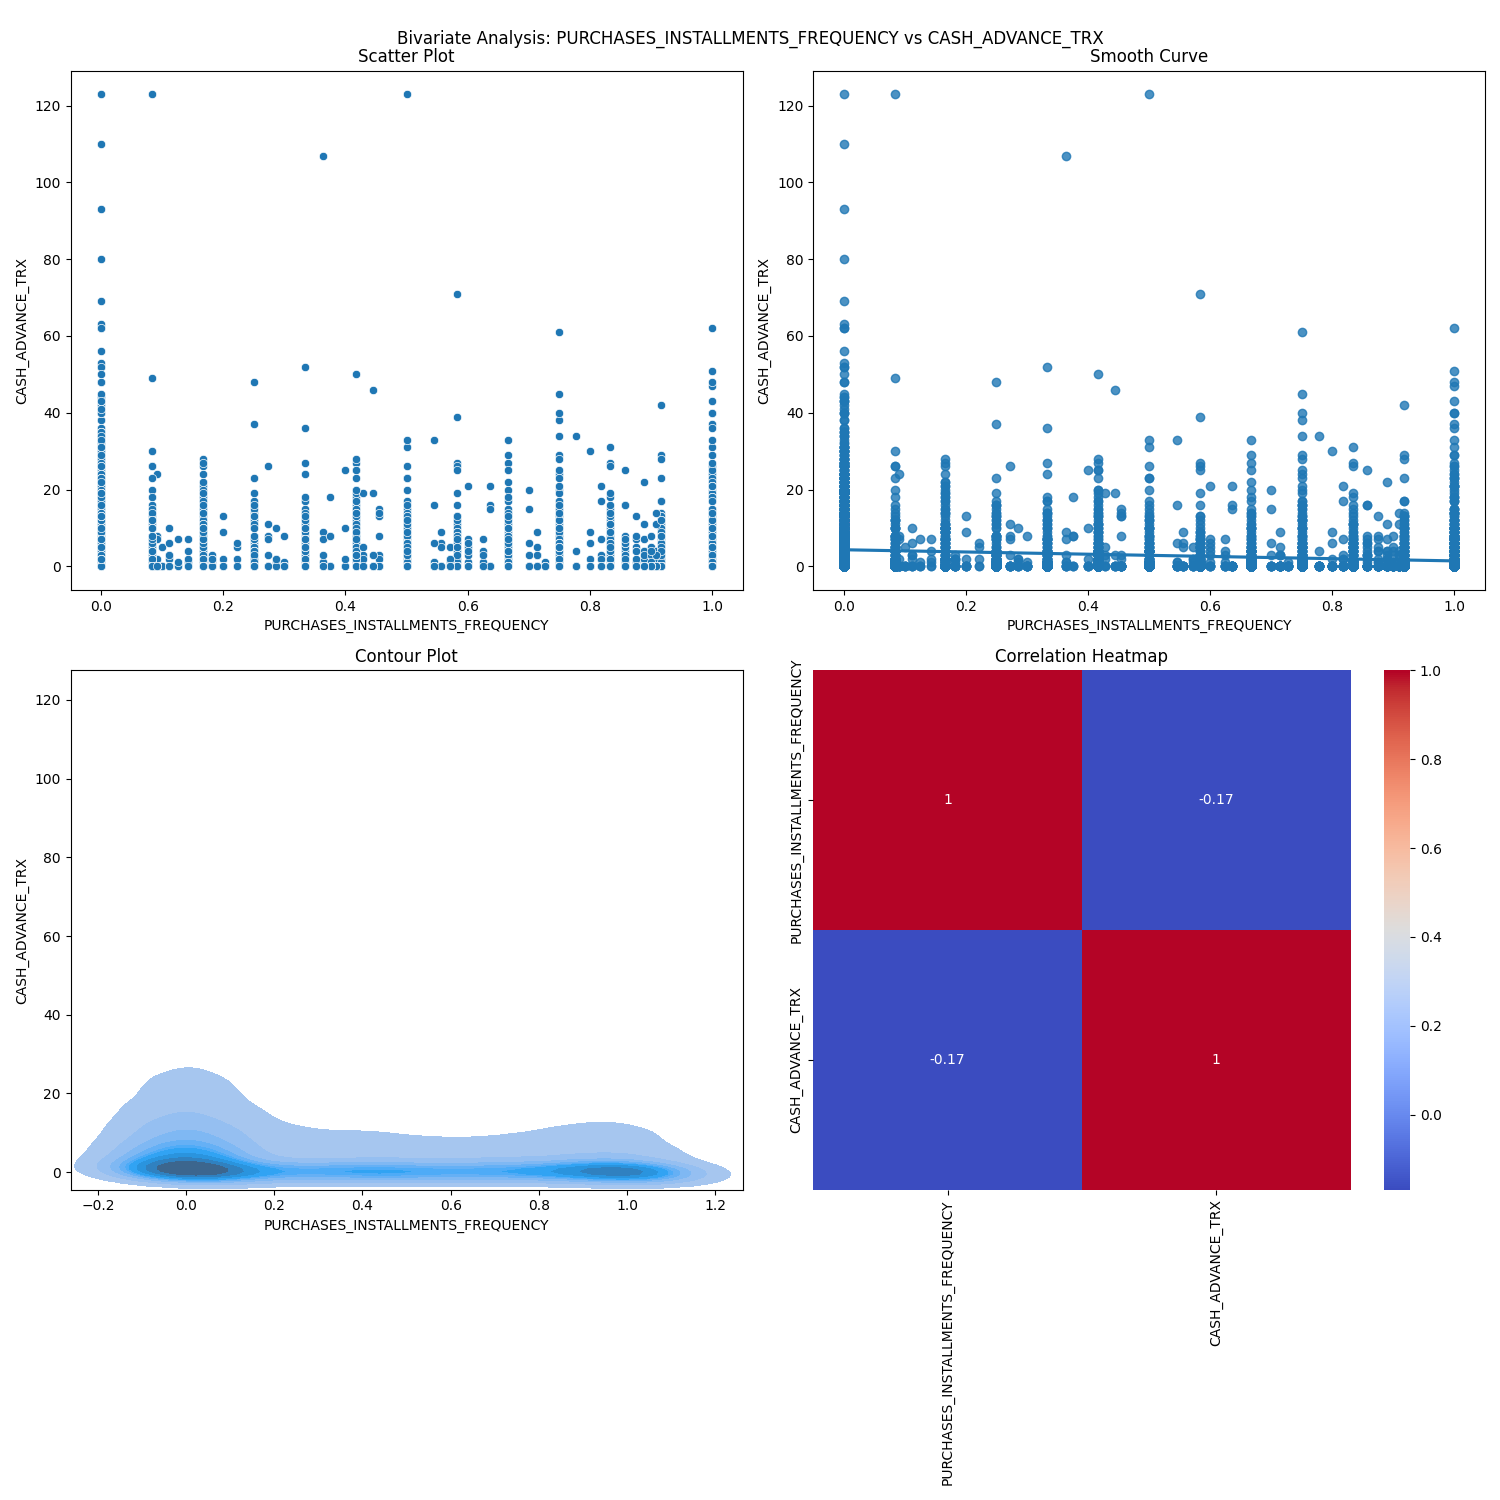 Bivariate Analysis: PURCHASES_INSTALLMENTS_FREQUENCY vs CASH_ADVANCE_TRX
Scatter Plot
120
100
80
60
40
20
0
CASH_ADVANCE_TRX
0.0 0.2 0.4 0.6 0.8 1.0
PURCHASES_INSTALLMENTS_FREQUENCY
Smooth Curve
120
100
80
60
40
20
0
CASH_ADVANCE_TRX
0.0 0.2 0.4 0.6 0.8 1.0
PURCHASES_INSTALLMENTS_FREQUENCY
Contour Plot
120
100
80
60
40
20
0
CASH_ADVANCE_TRX
−0.2 0.0 0.2 0.4 0.6 0.8 1.0 1.2
PURCHASES_INSTALLMENTS_FREQUENCY
Correlation Heatmap
PURCHASES_INSTALLMENTS_FREQUENCY
CASH_ADVANCE_TRX
1 -0.17
-0.17 1
PURCHASES_INSTALLMENTS_FREQUENCY
CASH_ADVANCE_TRX
1.0
0.8
0.6
0.4
0.2
0.0